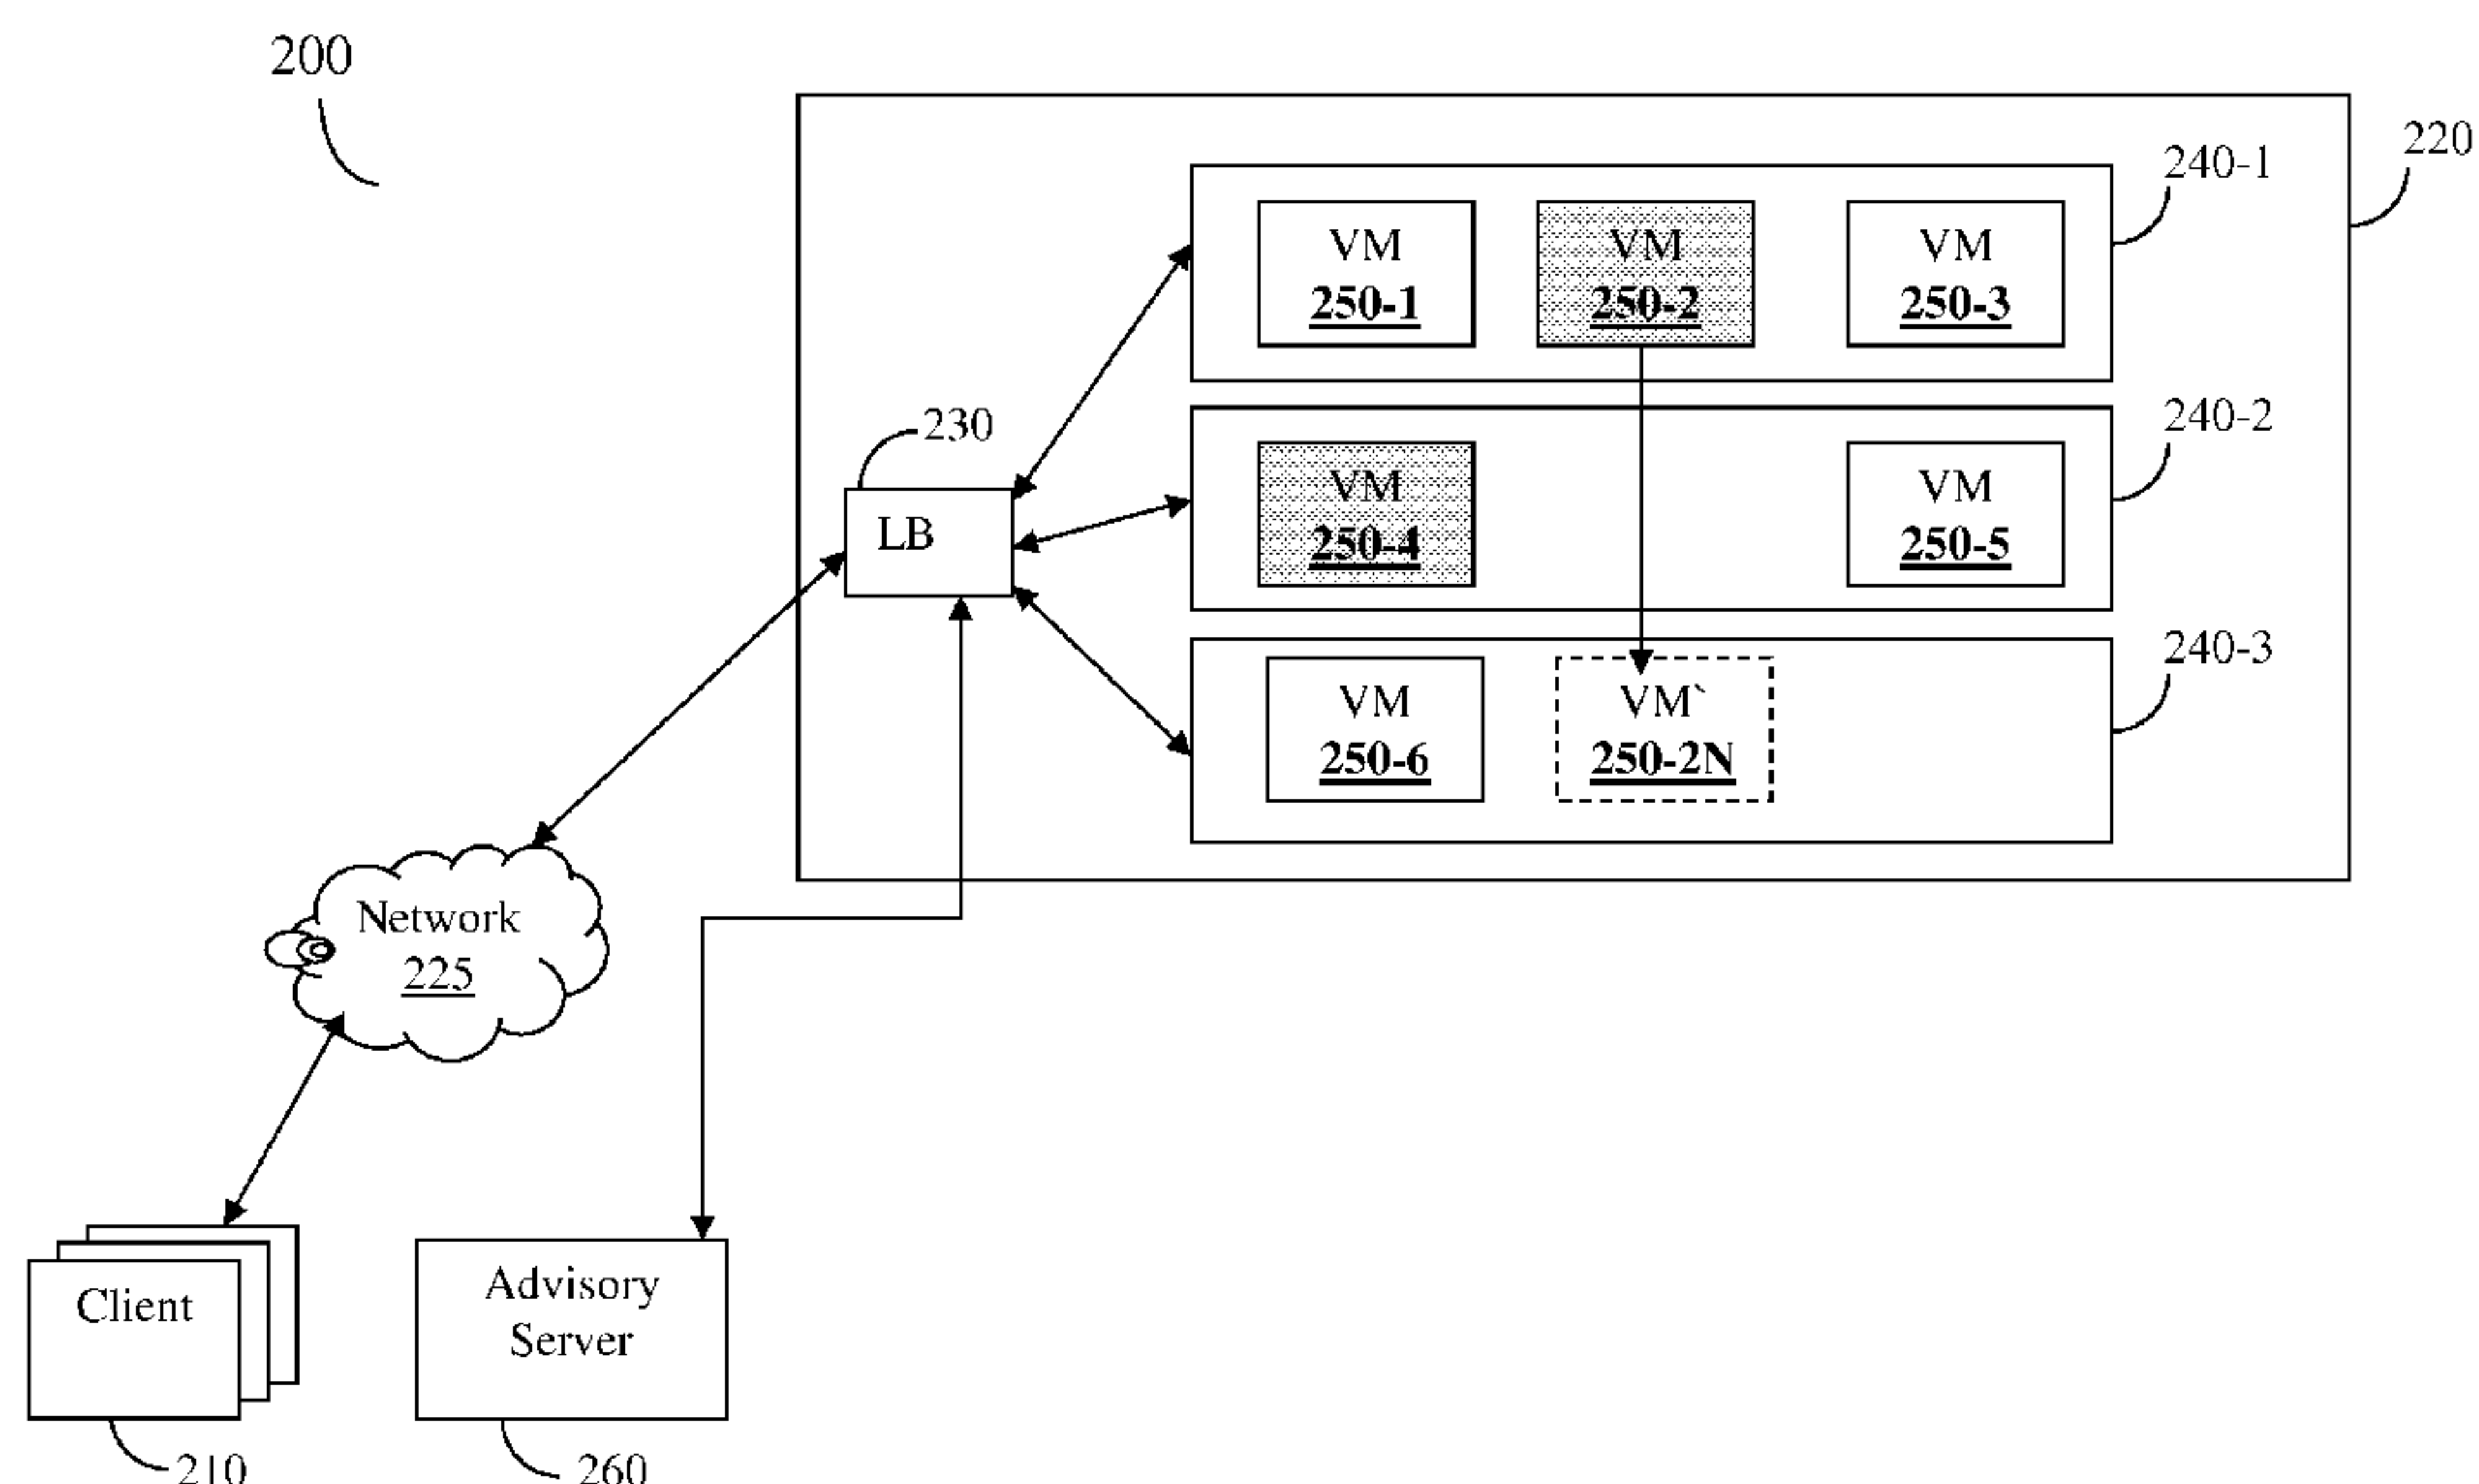 200
220
240-1
VM
250-1
VM
250-2
VM
250-3
240-2
230
LB
VM
250-4
VM
250-5
240-3
VM
250-6
VM`
250-2N
Network
225
Client
Advisory
Server
210
260